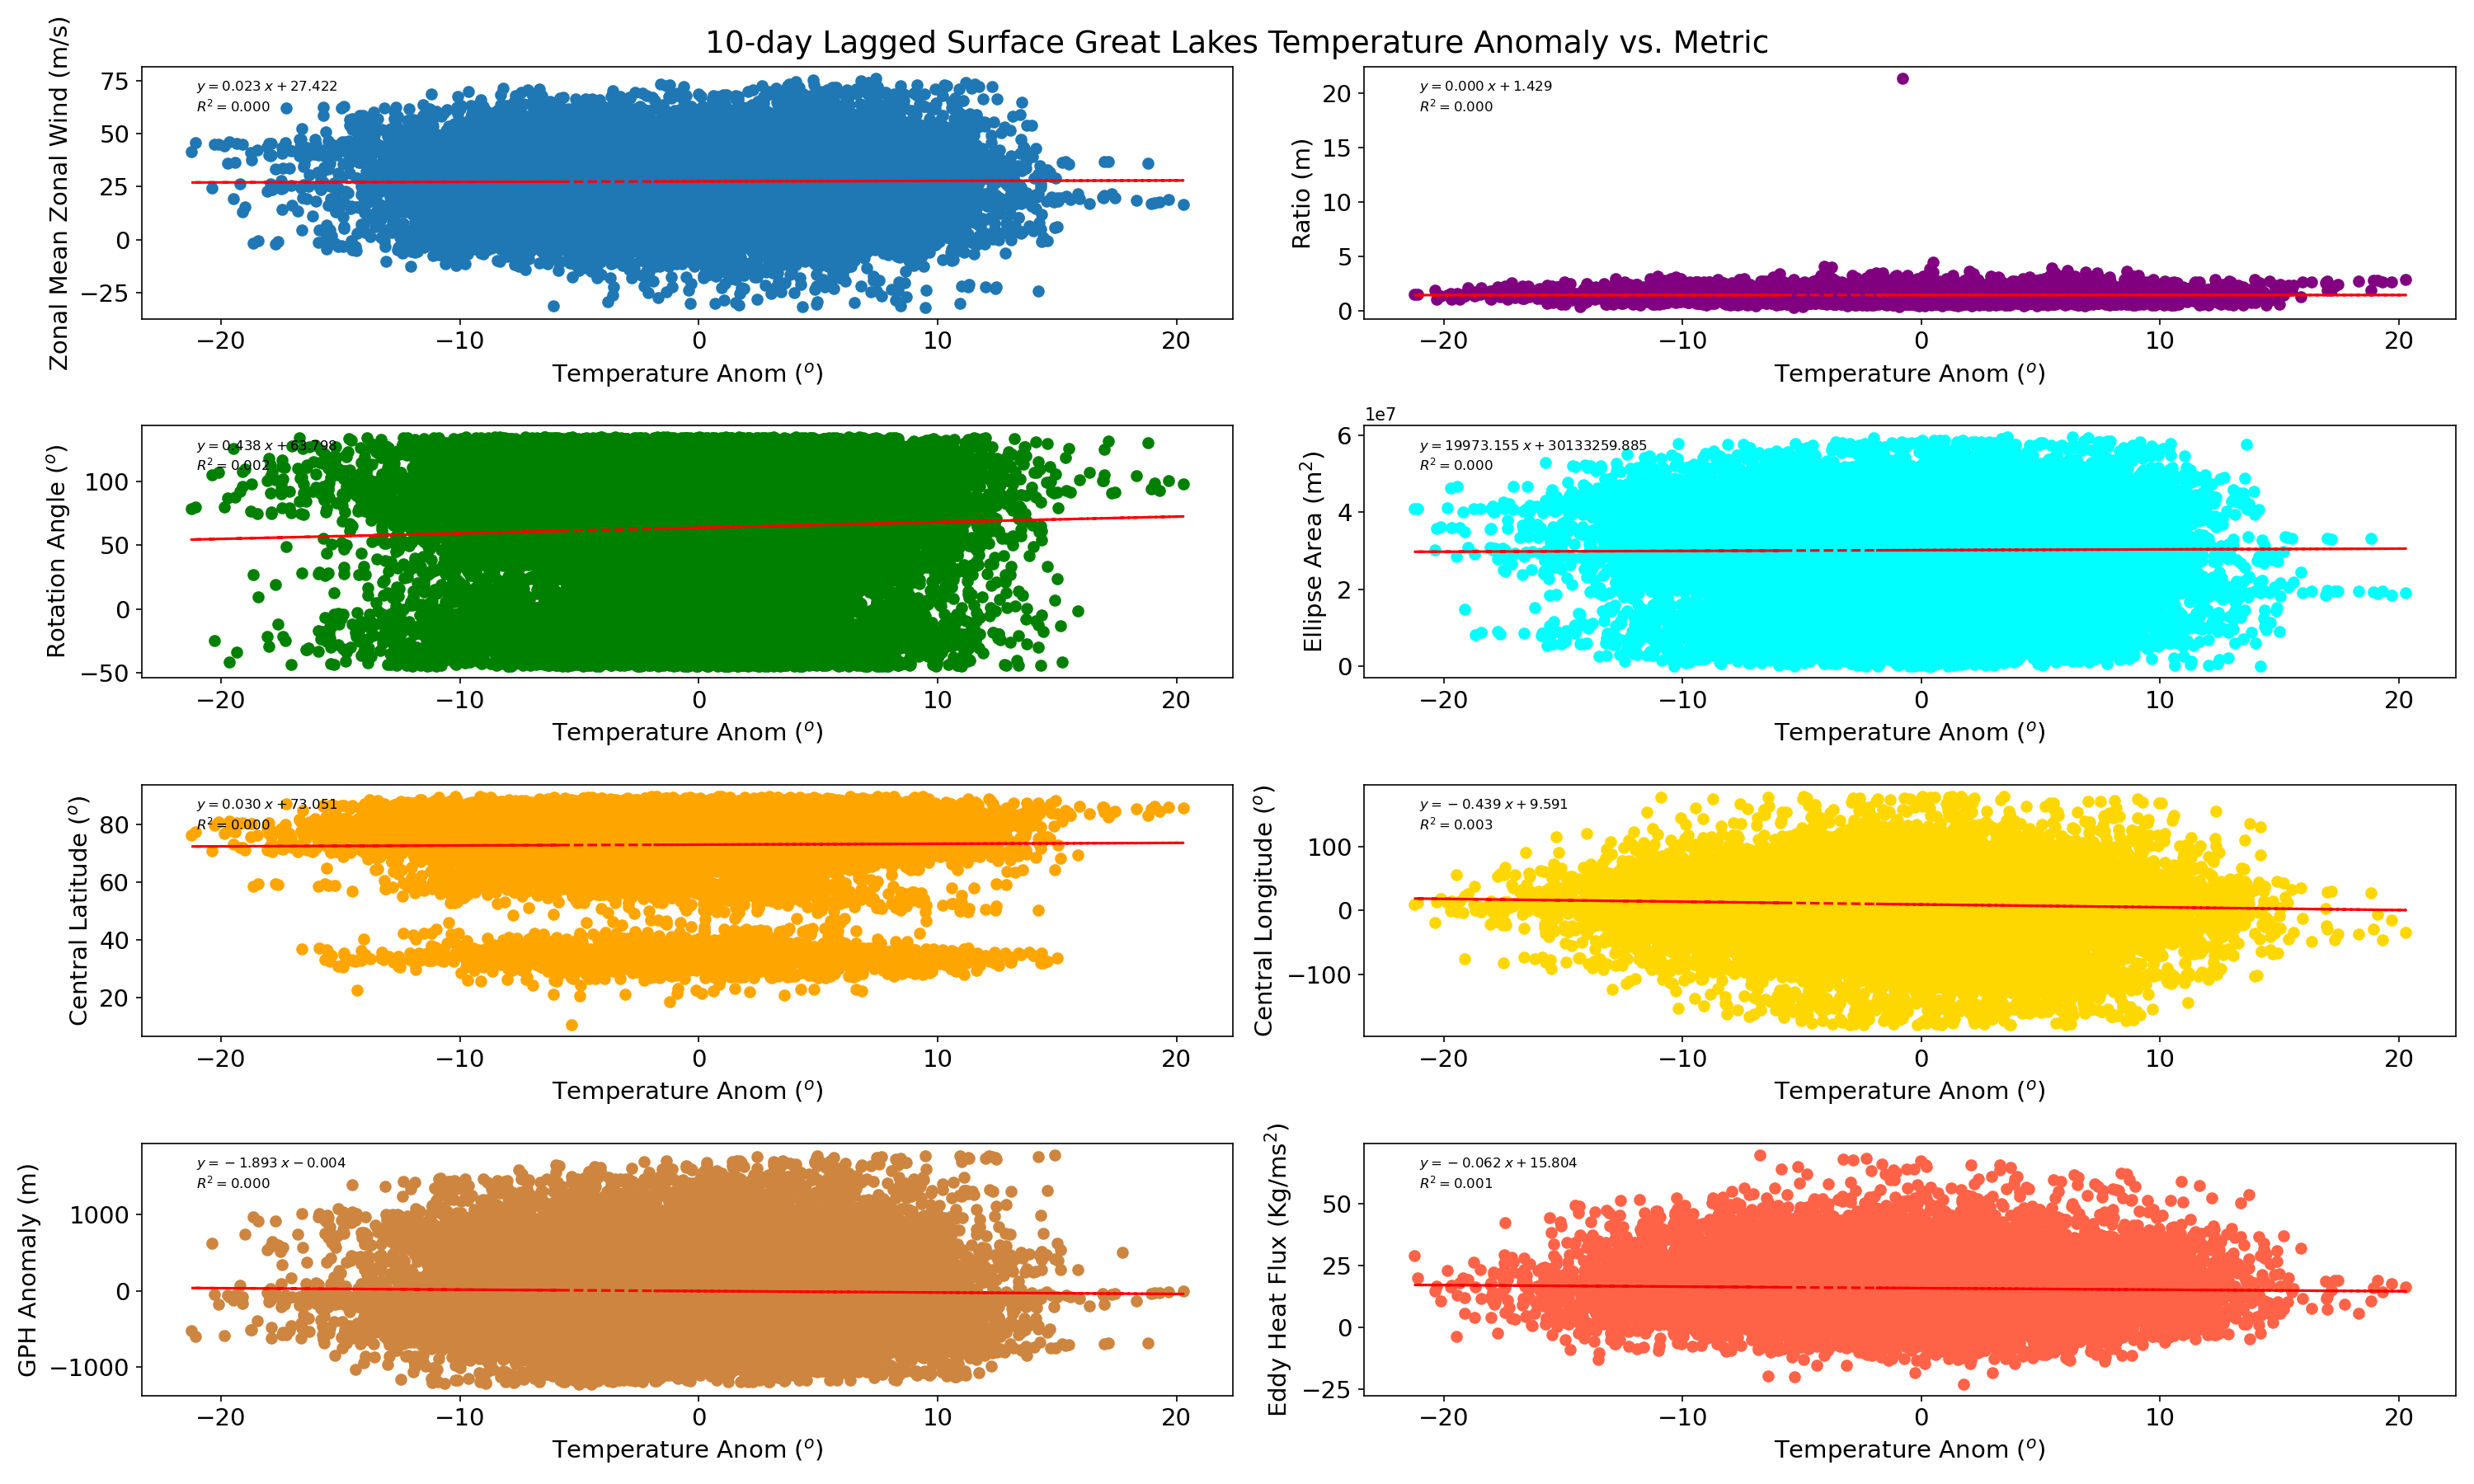 10-day Lagged Surface Great Lakes Temperature Anomaly vs. Metric
Zonal Mean Zonal Wind (m/s)
75
50
25
0
−25
y = 0.023 x + 27.422
R² = 0.000
−20 −10 0 10 20
Temperature Anom (°)
Ratio (m)
20
15
10
5
0
y = 0.000 x + 1.429
R² = 0.000
−20 −10 0 10 20
Temperature Anom (°)
Rotation Angle (°)
100
50
0
−50
y = 0.438 x + 63.798
R² = 0.002
−20 −10 0 10 20
Temperature Anom (°)
Ellipse Area (m²)
1e7
6
4
2
0
y = 19973.155 x + 30133259.885
R² = 0.000
−20 −10 0 10 20
Temperature Anom (°)
Central Latitude (°)
80
60
40
20
y = 0.030 x + 73.051
R² = 0.000
−20 −10 0 10 20
Temperature Anom (°)
Central Longitude (°)
100
0
−100
y = − 0.439 x + 9.591
R² = 0.003
−20 −10 0 10 20
Temperature Anom (°)
GPH Anomaly (m)
1000
0
−1000
y = − 1.893 x − 0.004
R² = 0.000
−20 −10 0 10 20
Temperature Anom (°)
Eddy Heat Flux (Kg/ms²)
50
25
0
−25
y = − 0.062 x + 15.804
R² = 0.001
−20 −10 0 10 20
Temperature Anom (°)